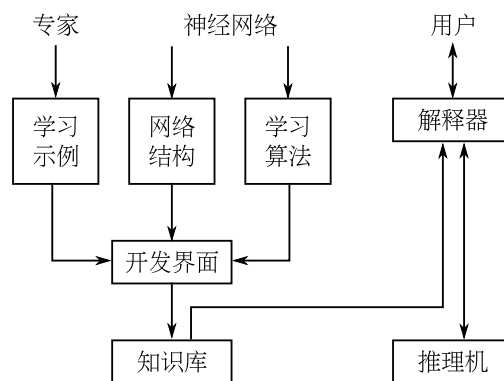 专家
神经网络
用户
学习
示例
网络
结构
学习
算法
解释器
开发界面
知识库
推理机